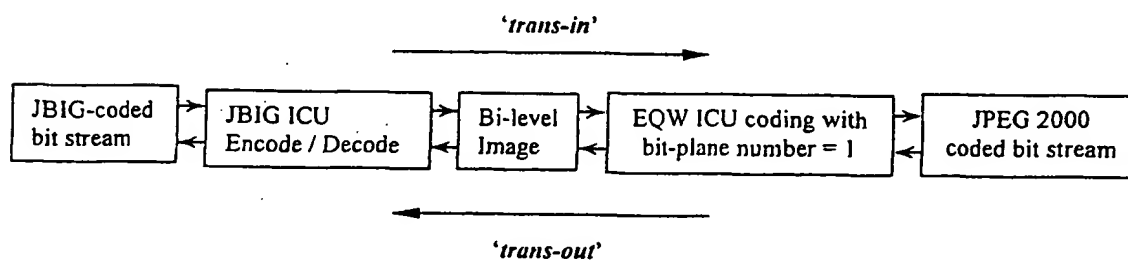 ‘trans-in’
JBIG-coded
bit stream
JBIG ICU
Encode / Decode
Bi-level
Image
EQW ICU coding with
bit-plane number = 1
JPEG 2000
coded bit stream
‘trans-out’